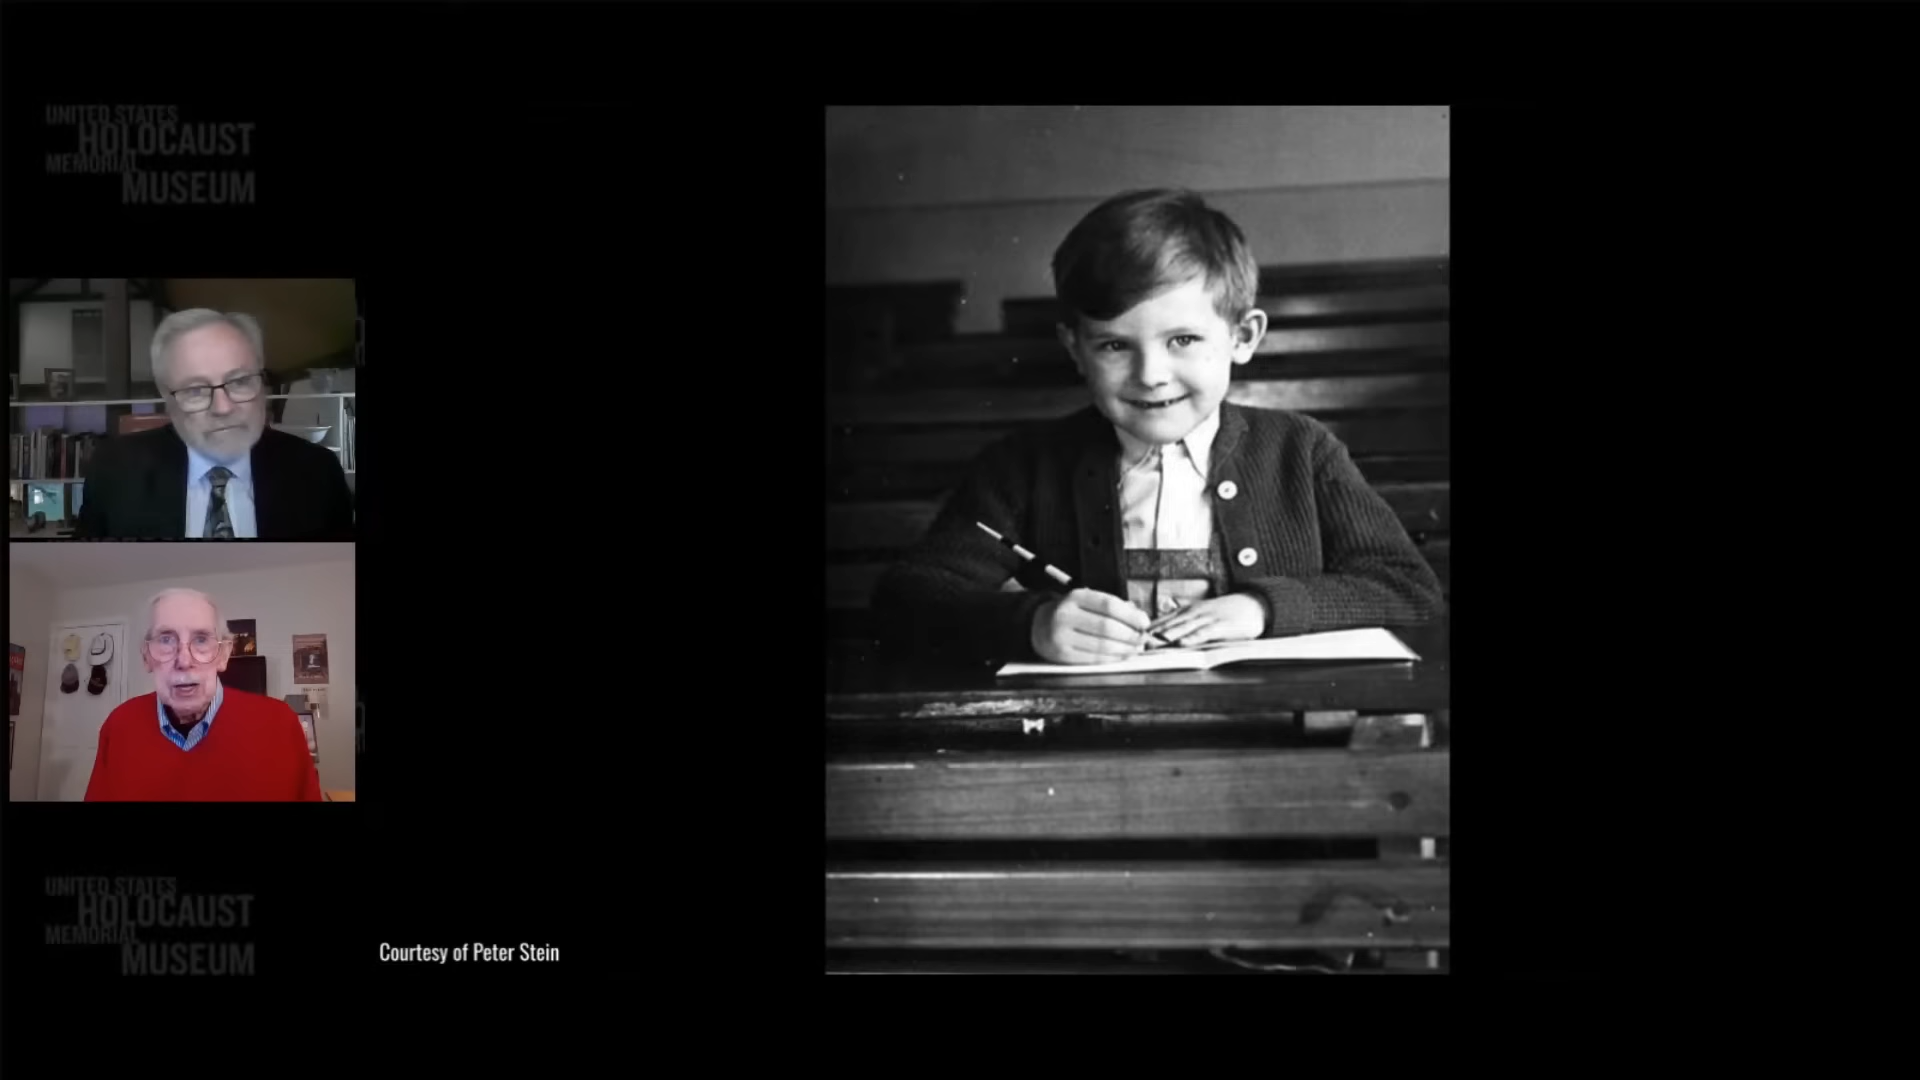 UNITED STATES
HOLOCAUST
MEMORIAL
MUSEUM
UNITED STATES
HOLOCAUST
MEMORIAL
MUSEUM
Courtesy of Peter Stein